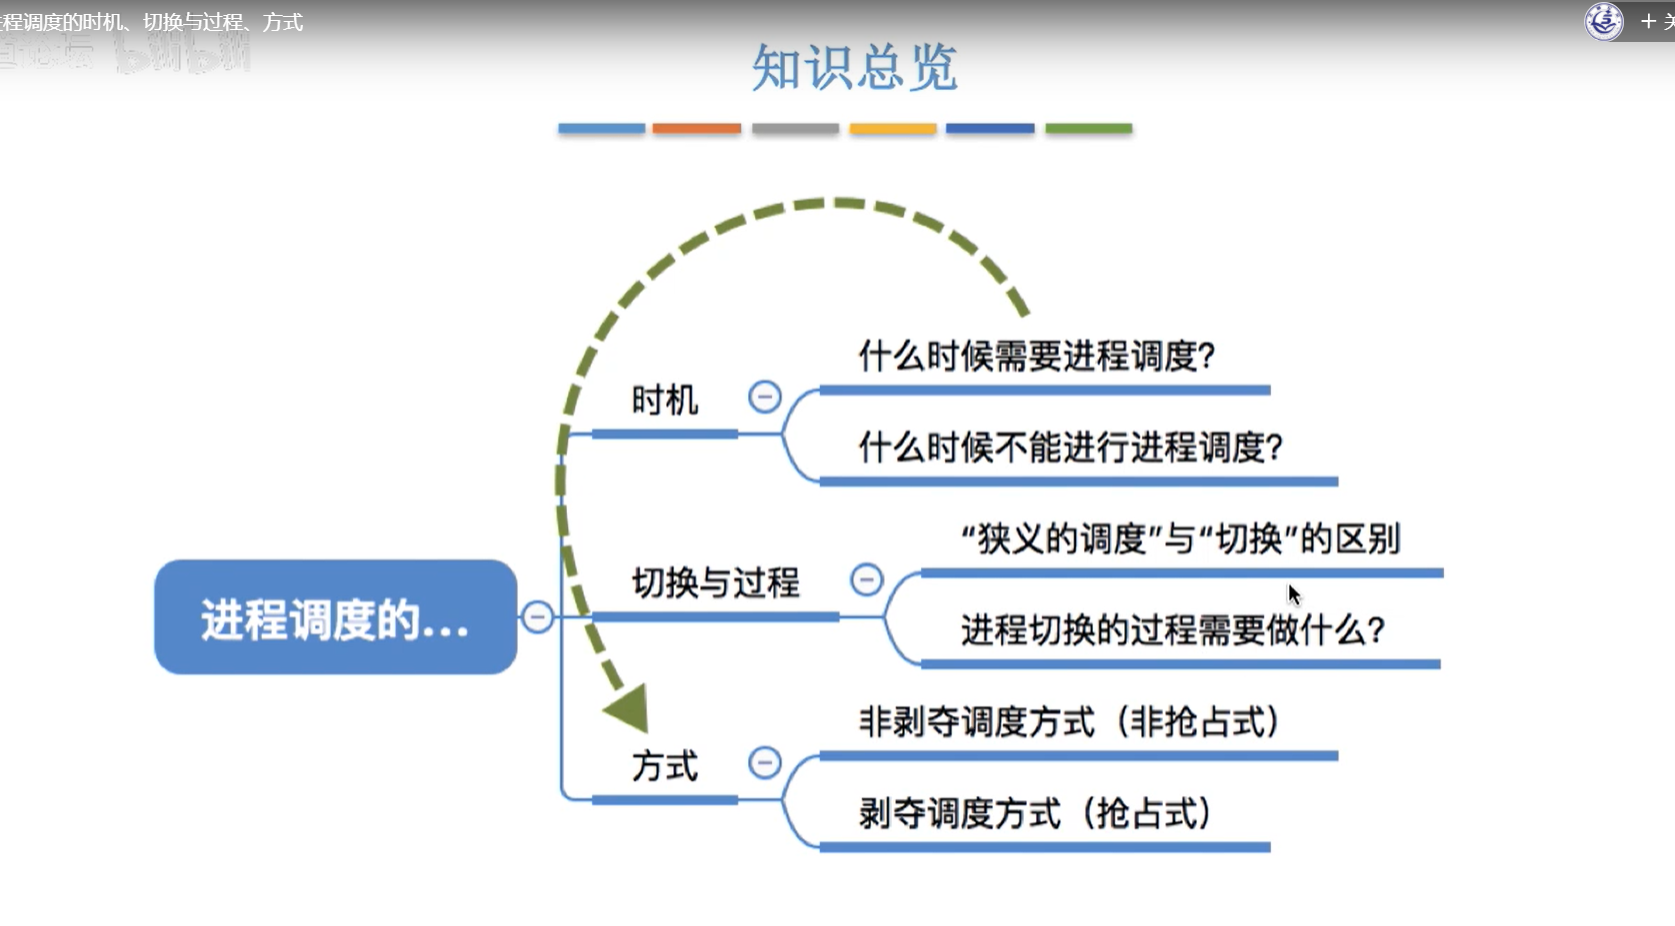 程调度的时机、切换与过程、方式
bilibili
知识总览
什么时候需要进程调度?
时机
什么时候不能进行进程调度?
“狭义的调度”与“切换”的区别
切换与过程
进程调度的...
进程切换的过程需要做什么?
非剥夺调度方式（非抢占式）
方式
剥夺调度方式（抢占式）